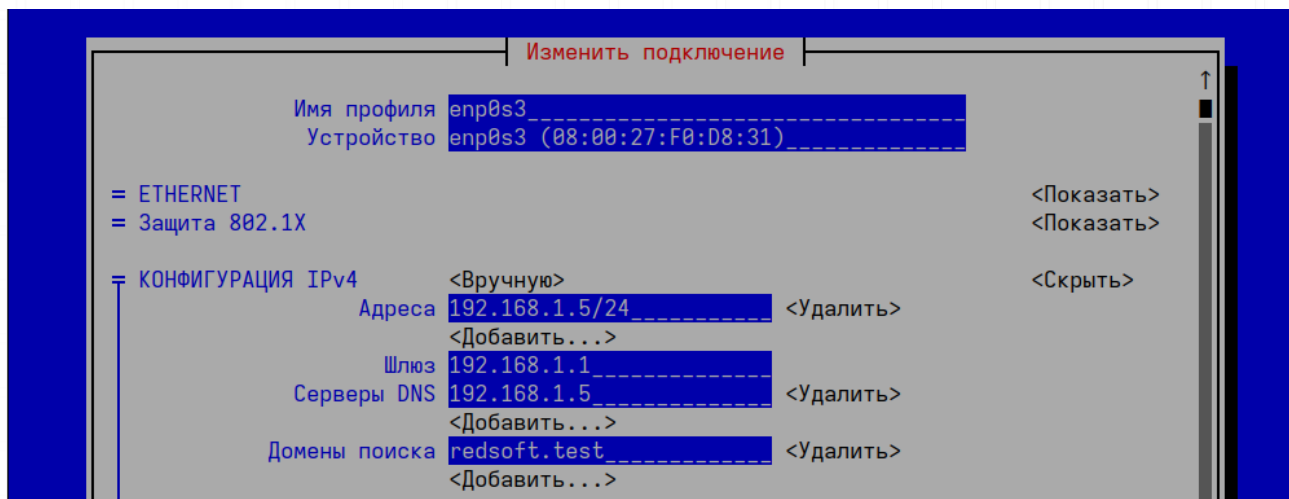 Изменить подключение
↑
Имя профиля enp0s3
Устройство enp0s3 (08:00:27:F0:D8:31)
= ETHERNET <Показать>
= Защита 802.1X <Показать>
КОНФИГУРАЦИЯ IPv4 <Вручную> <Скрыть>
Адреса 192.168.1.5/24 <Удалить>
<Добавить...>
Шлюз 192.168.1.1
Серверы DNS 192.168.1.5 <Удалить>
<Добавить...>
Домены поиска redsoft.test <Удалить>
<Добавить...>